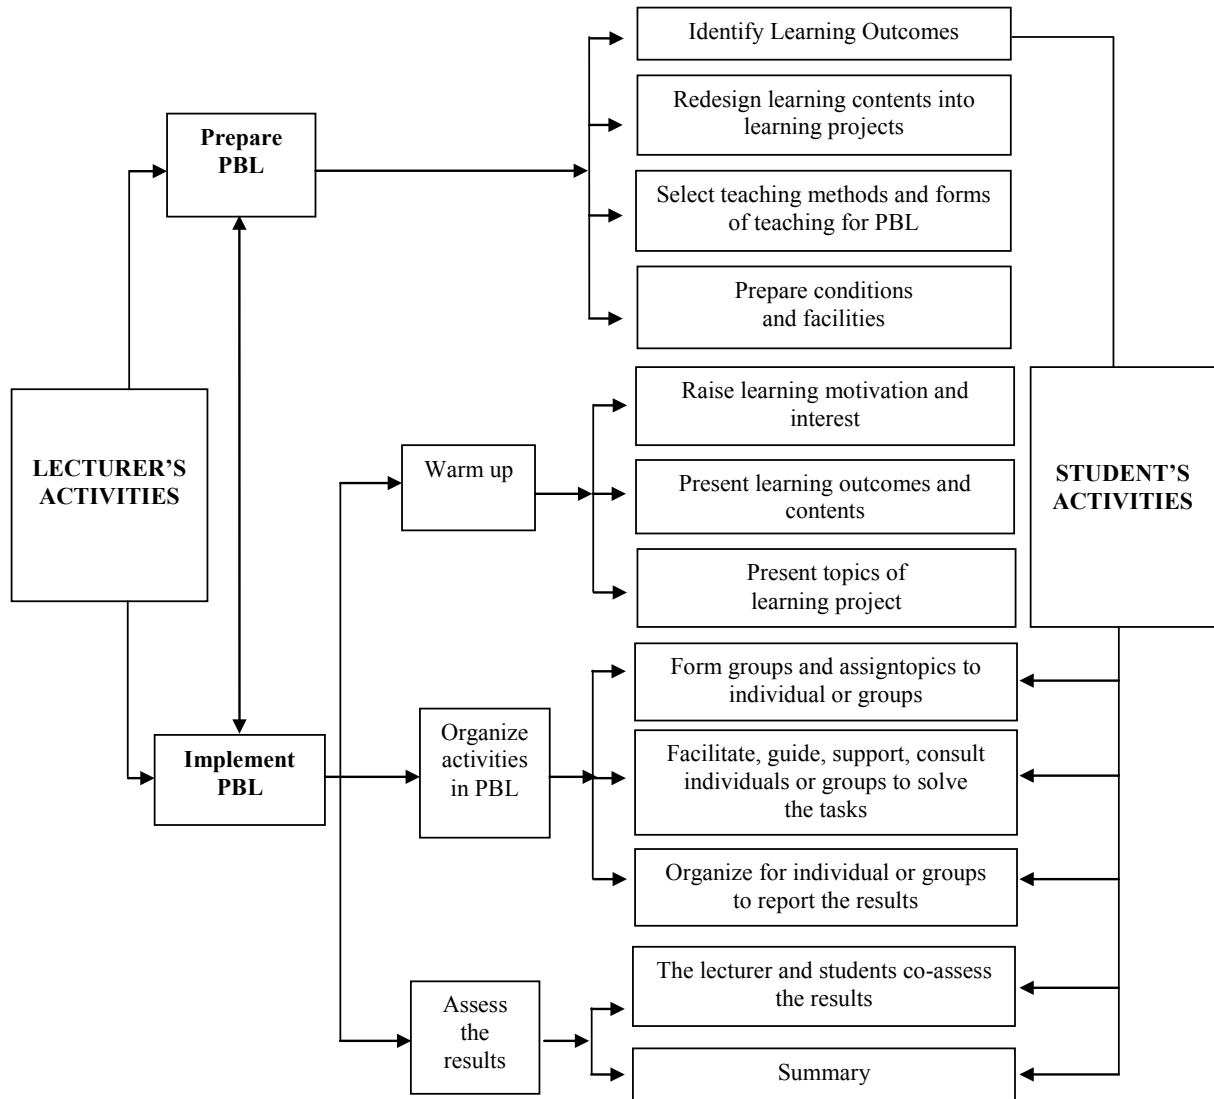 Identify Learning Outcomes
Redesign learning contents into
learning projects
Prepare
PBL
Select teaching methods and forms
of teaching for PBL
Prepare conditions
and facilities
LECTURER'S
ACTIVITIES
Warm up
Raise learning motivation and
interest
Present learning outcomes and
contents
Present topics of
learning project
STUDENT'S
ACTIVITIES
Implement
PBL
Organize
activities
in PBL
Form groups and assigntopics to
individual or groups
Facilitate, guide, support, consult
individuals or groups to solve
the tasks
Organize for individual or groups
to report the results
Assess
the
results
The lecturer and students co-assess
the results
Summary